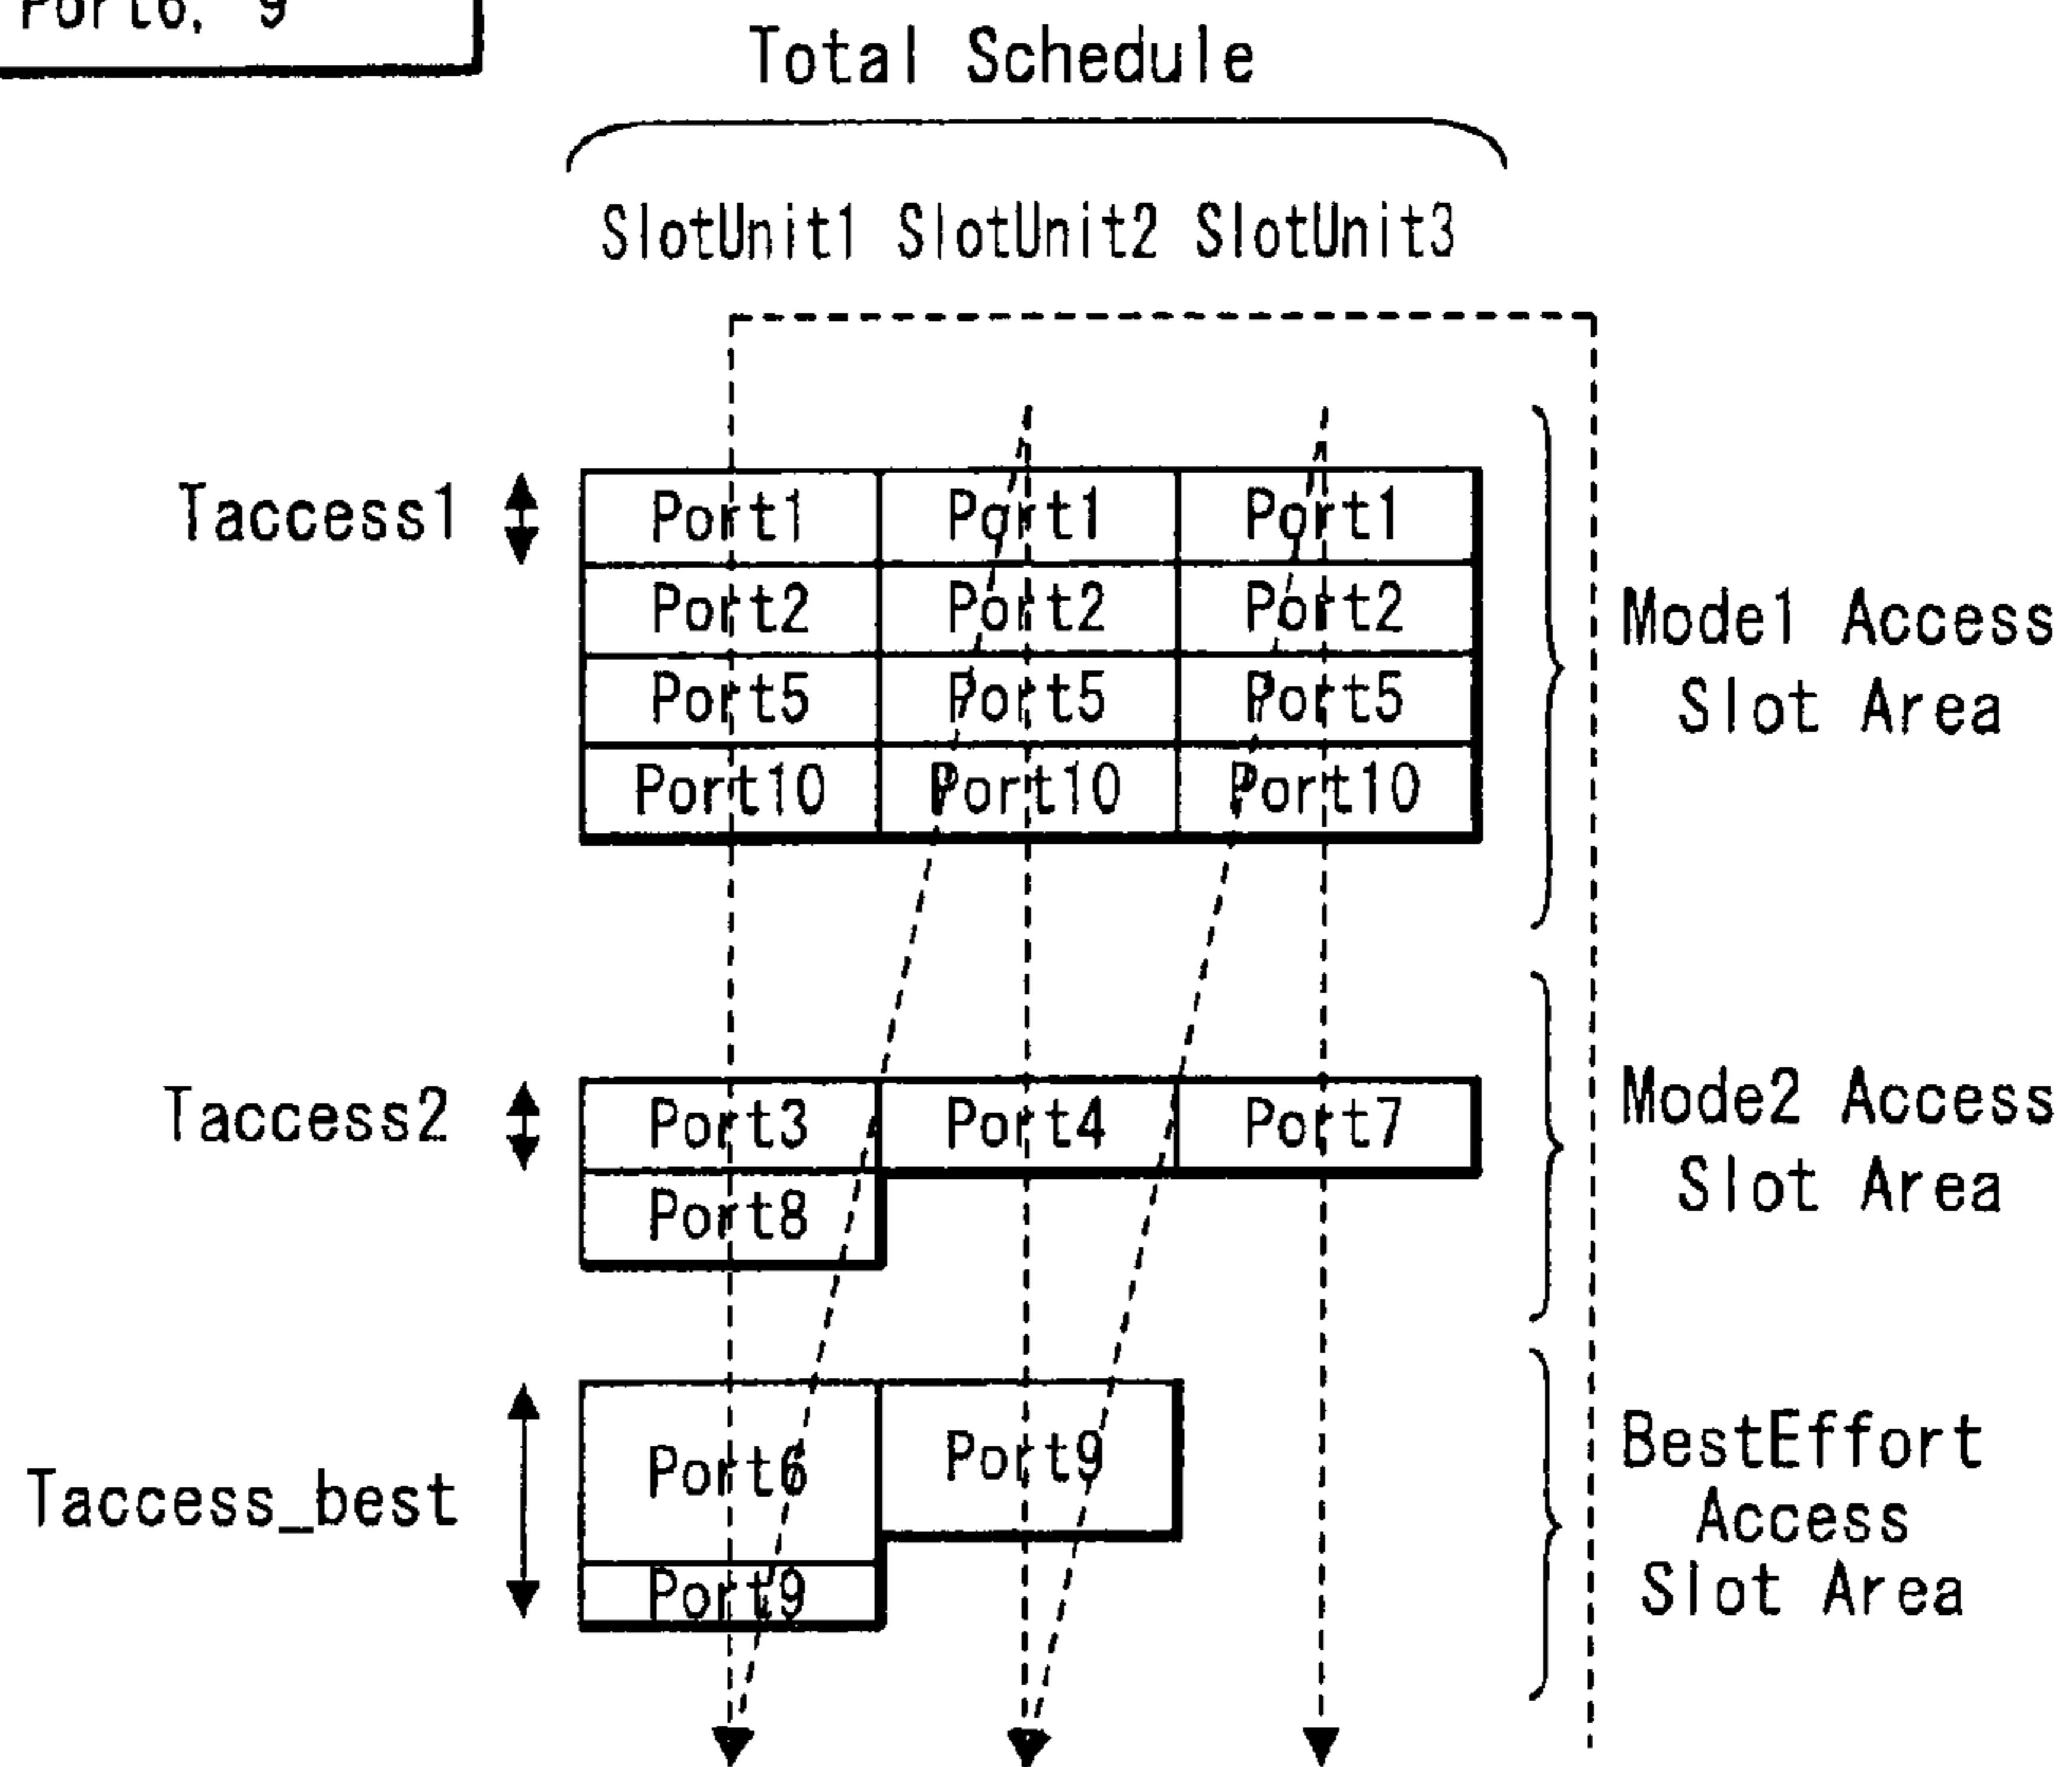 Port6, 9
Total Schedule
SlotUnit1 SlotUnit2 SlotUnit3
Taccess1
Port1 Port1 Port1
Port2 Port2 Port2
Port5 Port5 Port5
Port10 Port10 Port10
Mode1 Access
Slot Area
Taccess2
Port3 Port4 Port7
Port8
Mode2 Access
Slot Area
Taccess_best
Port6 Port9
Port9
BestEffort
Access
Slot Area